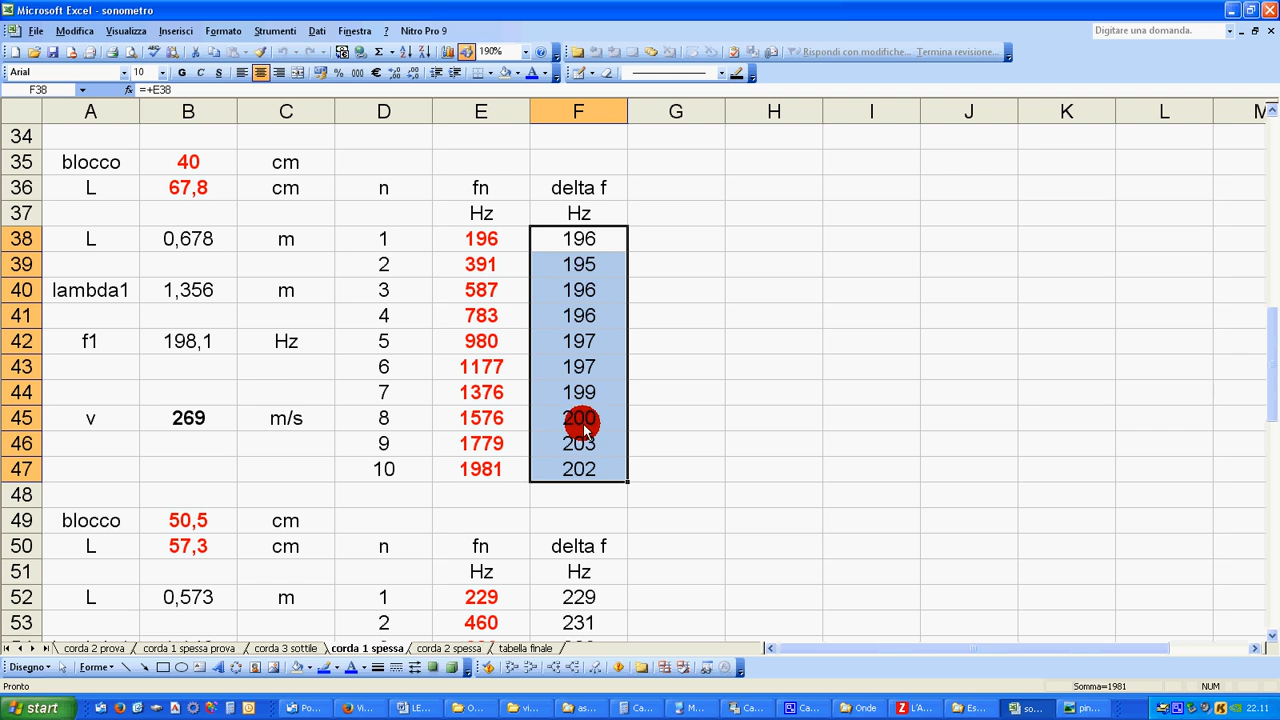 Microsoft Excel - sonometro
File Modifica Visualizza Inserisci Formato Strumenti Dati Finestra ? Nitro Pro 9 Digitare una domanda.
190% Rispondi con modifiche... Termina revisione...
Arial 10 G C S % 000 €
F38 fx =+E38
A B C D E F G H I J K L M
34
35 blocco 40 cm
36 L 67,8 cm n fn delta f
37 Hz Hz
38 L 0,678 m 1 196 196
39 2 391 195
40 lambda1 1,356 m 3 587 196
41 4 783 196
42 f1 198,1 Hz 5 980 197
43 6 1177 197
44 7 1376 199
45 v 269 m/s 8 1576 200
46 9 1779 203
47 10 1981 202
48
49 blocco 50,5 cm
50 L 57,3 cm n fn delta f
51 Hz Hz
52 L 0,573 m 1 229 229
53 2 460 231
corda 2 prova corda 1 spessa prova corda 3 sottile corda 1 spessa corda 2 spessa tabella finale
Disegno Forme
Pronto Somma=1981 NUM
start Po... Vi... LE... O... vi... as... Ca... M... Ca... Ca... Onde L'A... Es... so... pin... 22.11